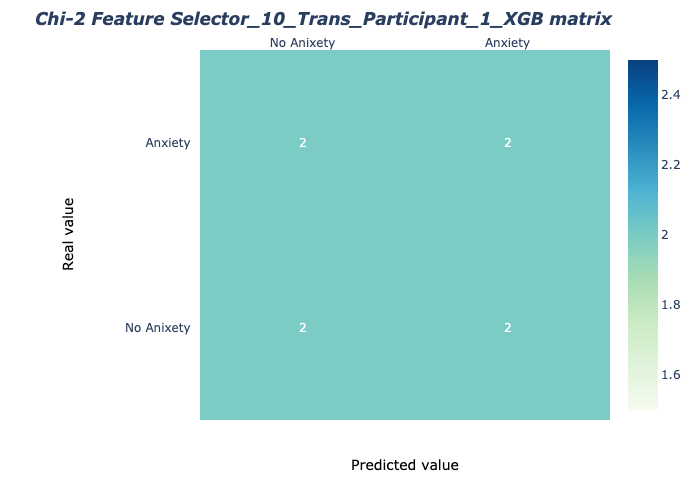 Chi-2 Feature Selector_10_Trans_Participant_1_XGB matrix
No Anixety Anxiety
2.4
Anxiety 2 2
2.2
Real value
2
1.8
No Anixety 2 2
1.6
Predicted value